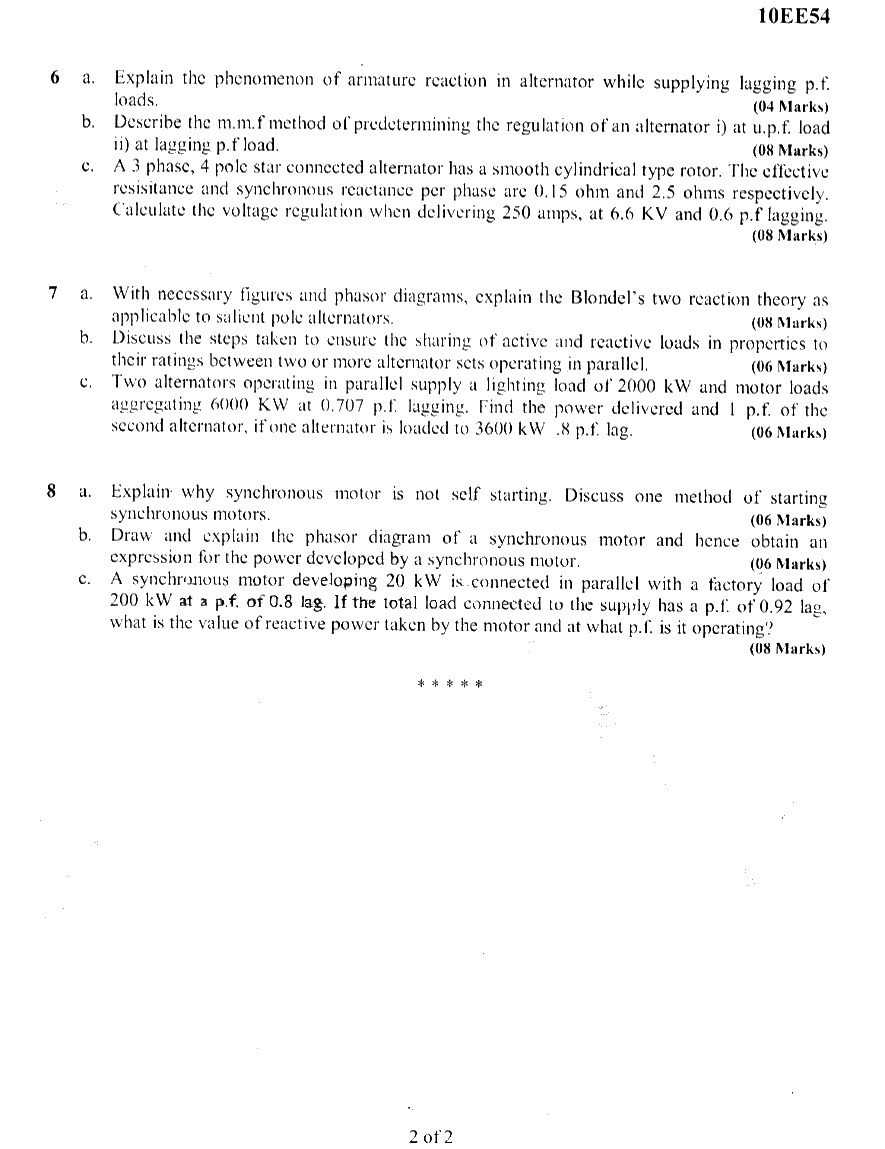 10EE54
6 a. Explain the phenomenon of armature reaction in alternator while supplying lagging p.f.
loads. (04 Marks)
b. Describe the m.m.f method of predetermining the regulation of an alternator i) at u.p.f. load
ii) at lagging p.f load. (08 Marks)
c. A 3 phase, 4 pole star connected alternator has a smooth cylindrical type rotor. The effective
resisitance and synchronous reactance per phase are 0.15 ohm and 2.5 ohms respectively.
Calculate the voltage regulation when delivering 250 amps, at 6.6 KV and 0.6 p.f lagging.
(08 Marks)
7 a. With necessary figures and phasor diagrams, explain the Blondel's two reaction theory as
applicable to salient pole alternators. (08 Marks)
b. Discuss the steps taken to ensure the sharing of active and reactive loads in properties to
their ratings between two or more alternator sets operating in parallel. (06 Marks)
c. Two alternators operating in parallel supply a lighting load of 2000 kW and motor loads
aggregating 6000 KW at 0.707 p.f. lagging. Find the power delivered and 1 p.f. of the
second alternator, if one alternator is loaded to 3600 kW .8 p.f. lag. (06 Marks)
8 a. Explain why synchronous motor is not self starting. Discuss one method of starting
synchronous motors. (06 Marks)
b. Draw and explain the phasor diagram of a synchronous motor and hence obtain an
expression for the power developed by a synchronous motor. (06 Marks)
c. A synchronous motor developing 20 kW is connected in parallel with a factory load of
200 kW at a p.f. of 0.8 lag. If the total load connected to the supply has a p.f. of 0.92 lag,
what is the value of reactive power taken by the motor and at what p.f. is it operating?
(08 Marks)
* * * * *
2 of 2